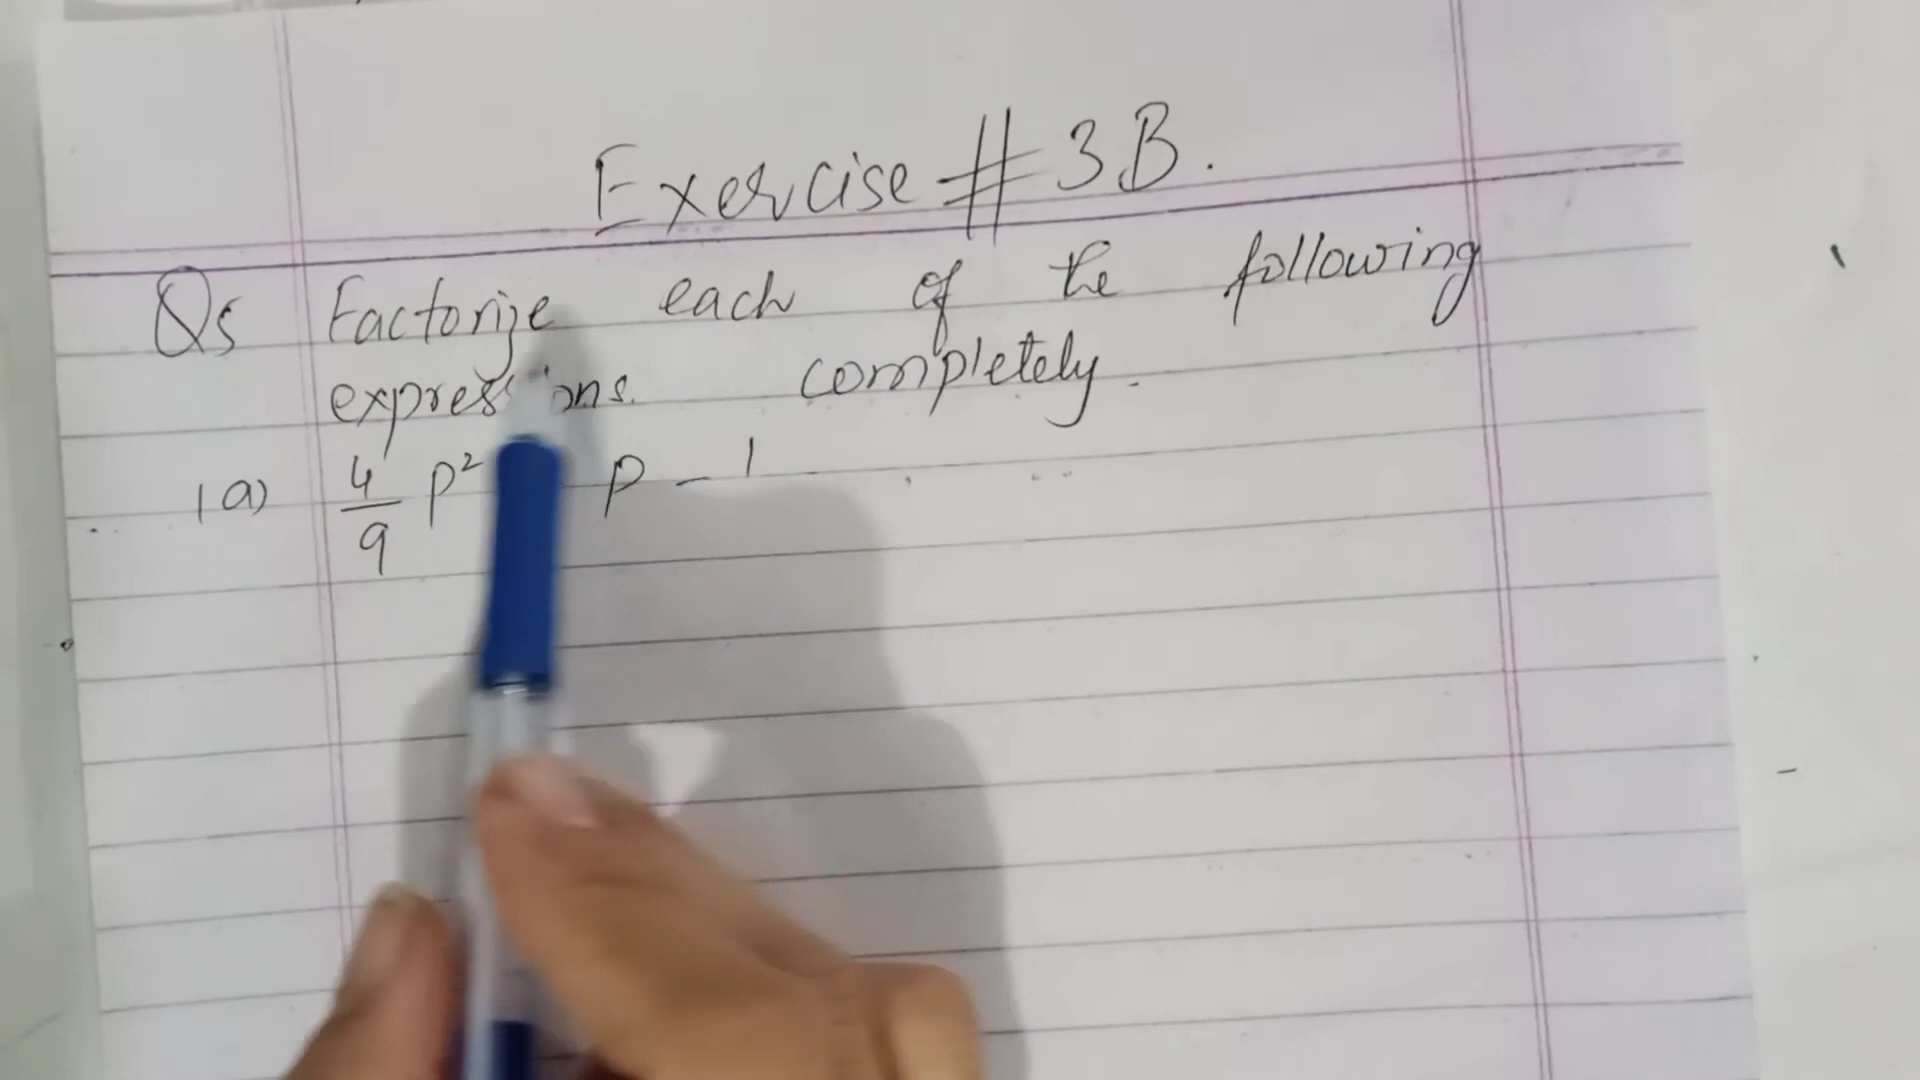 Exercise # 3B.
Q5 Factorize each of the following
expressions. completely.
(a) 4/9 p² p - 1